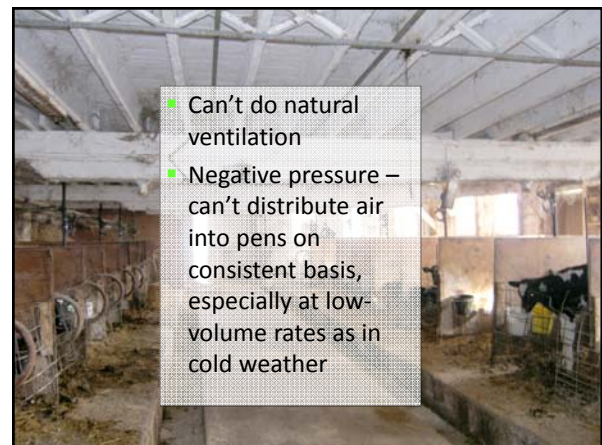 ▪ Can't do natural
ventilation
▪ Negative pressure –
can't distribute air
into pens on
consistent basis,
especially at low-
volume rates as in
cold weather